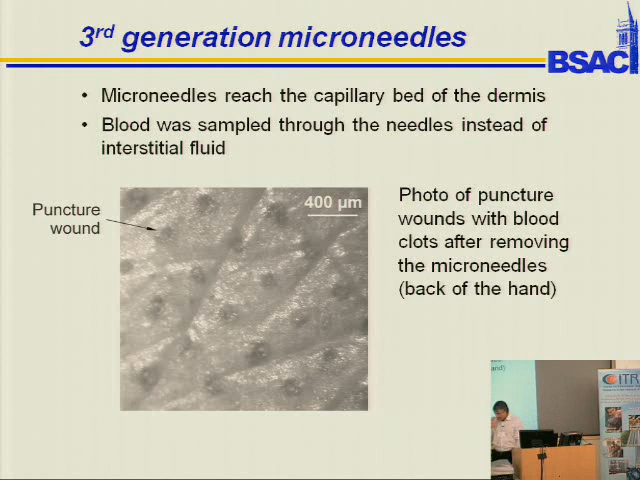 3rd generation microneedles
BSAC
• Microneedles reach the capillary bed of the dermis
• Blood was sampled through the needles instead of
interstitial fluid
Puncture
wound
400 µm
Photo of puncture
wounds with blood
clots after removing
the microneedles
(back of the hand)
and)
CITR